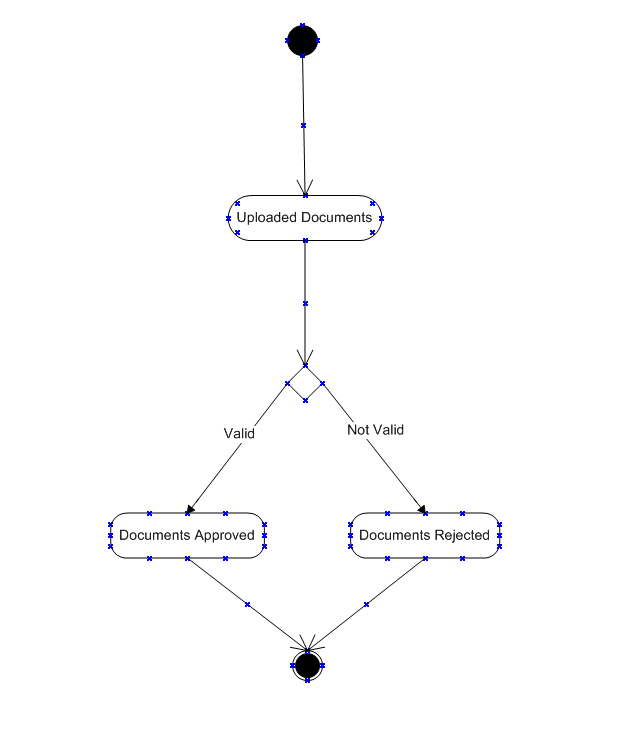 Uploaded Documents
Valid
Not Valid
Documents Approved
Documents Rejected